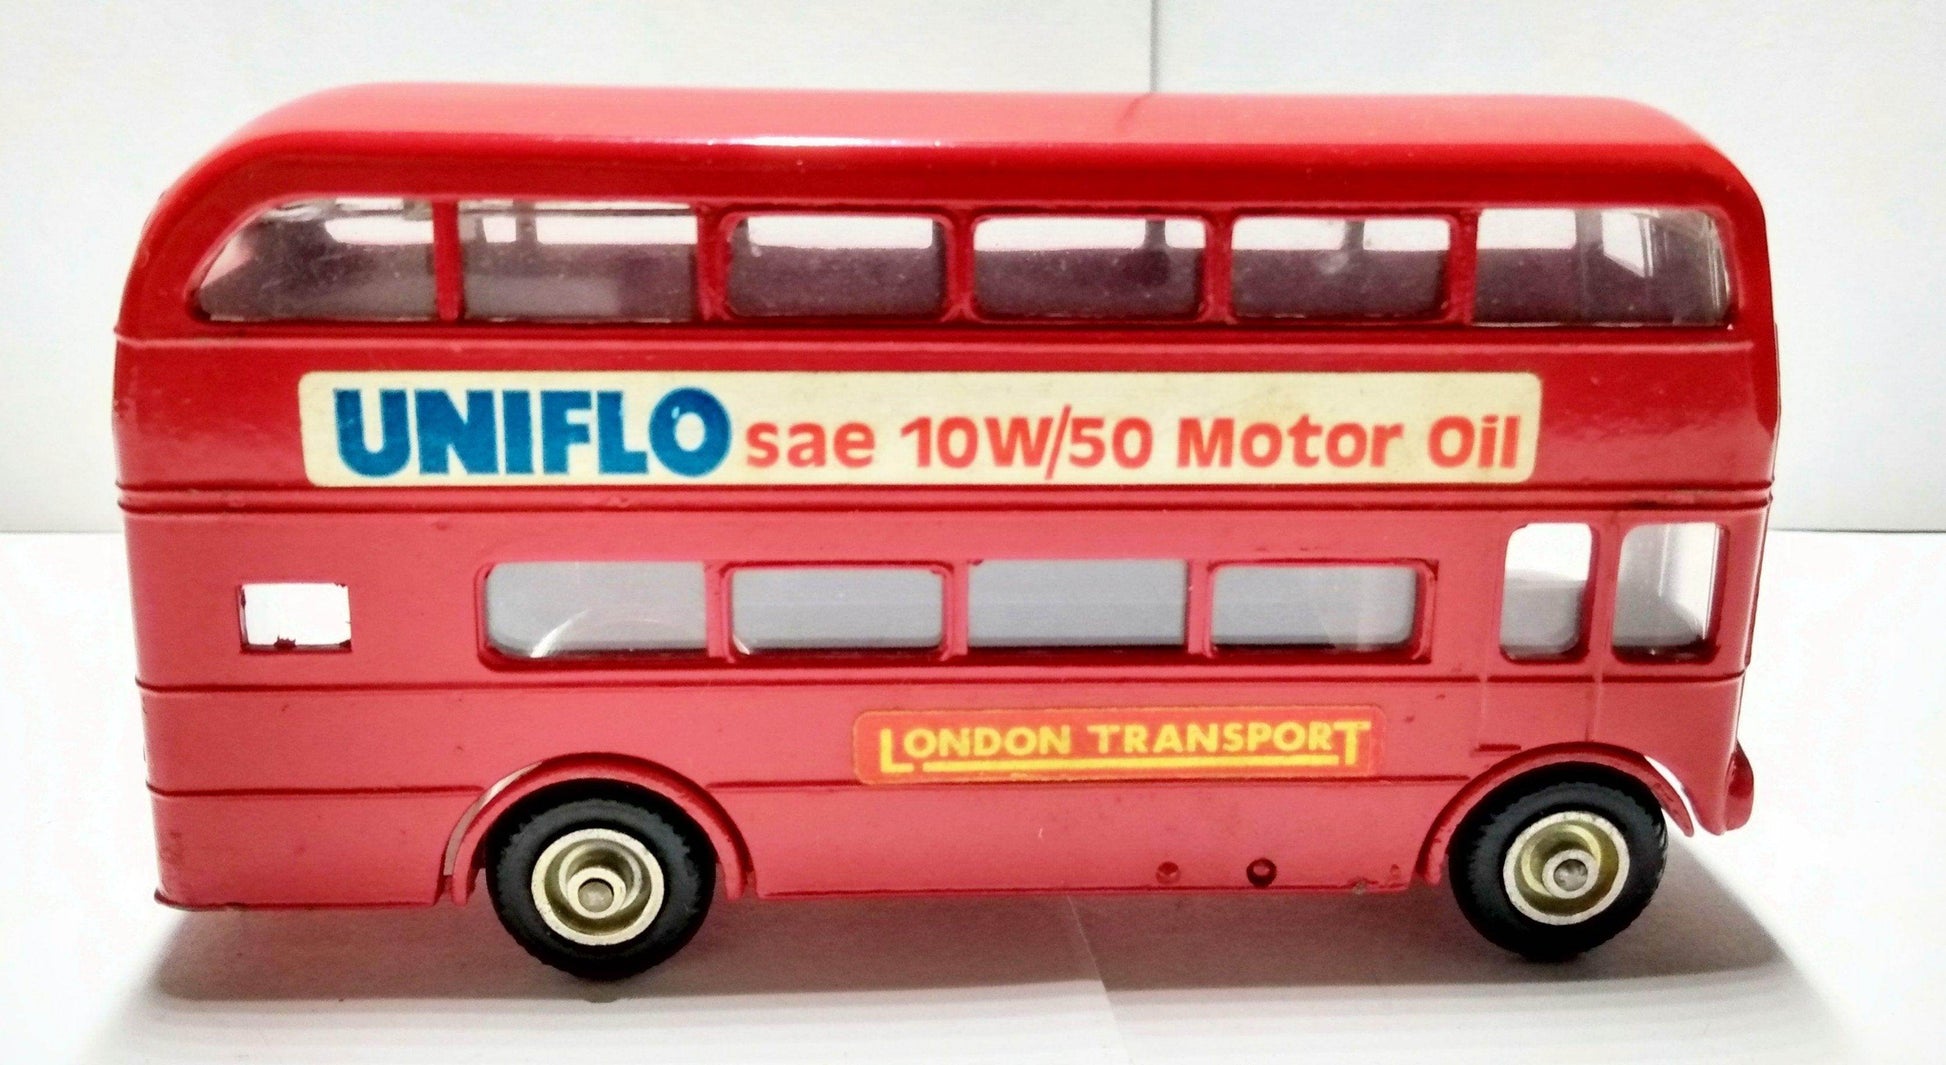 UNIFLO sae 10W/50 Motor Oil
LONDON TRANSPORT